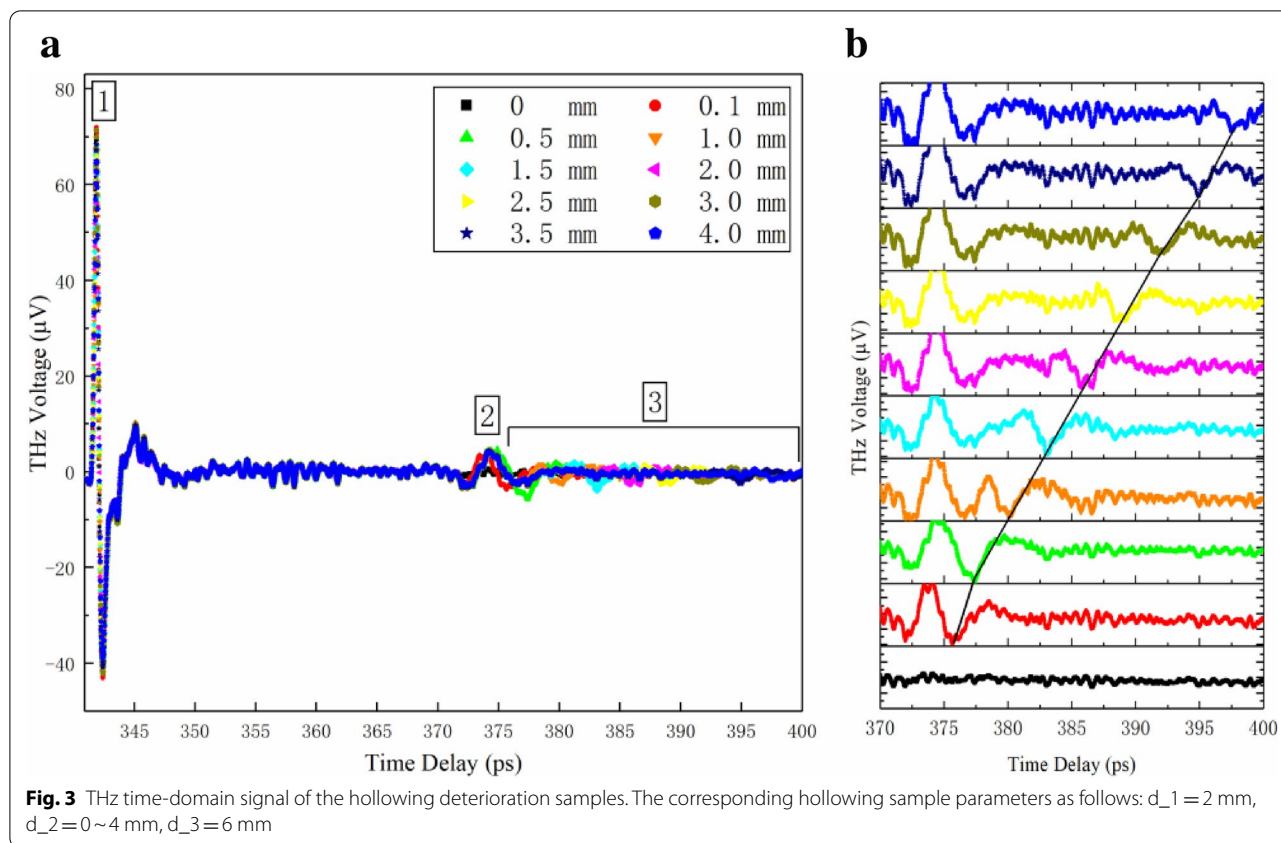 a
b
1
0 mm
0.1 mm
0.5 mm
1.0 mm
1.5 mm
2.0 mm
2.5 mm
3.0 mm
3.5 mm
4.0 mm
2
3
80
60
40
20
0
−20
−40
THz Voltage (μV)
345 350 355 360 365 370 375 380 385 390 395 400
Time Delay (ps)
THz Voltage (μV)
370 375 380 385 390 395 400
Time Delay (ps)
Fig. 3 THz time-domain signal of the hollowing deterioration samples. The corresponding hollowing sample parameters as follows: d_1 = 2 mm,
d_2 = 0 ~ 4 mm, d_3 = 6 mm